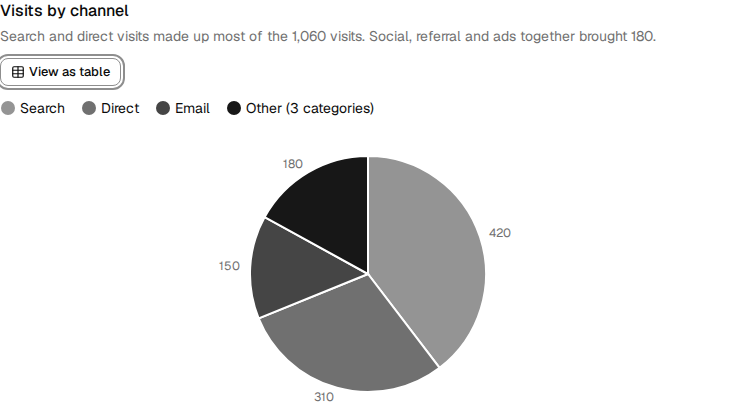 Visits by channel
Search and direct visits made up most of the 1,060 visits. Social, referral and ads together brought 180.
View as table
Search Direct Email Other (3 categories)
180
420
150
310